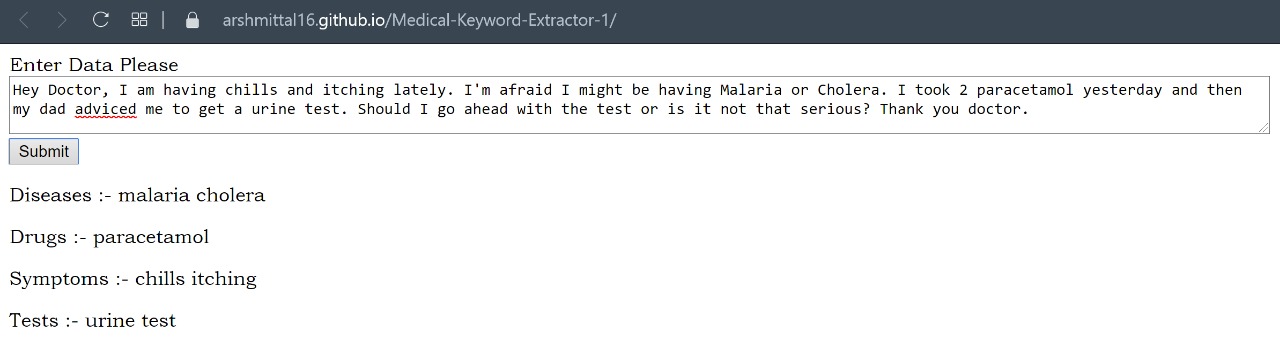 arshmittal16.github.io/Medical-Keyword-Extractor-1/
Enter Data Please
Hey Doctor, I am having chills and itching lately. I'm afraid I might be having Malaria or Cholera. I took 2 paracetamol yesterday and then
my dad adviced me to get a urine test. Should I go ahead with the test or is it not that serious? Thank you doctor.
Submit
Diseases :- malaria cholera
Drugs :- paracetamol
Symptoms :- chills itching
Tests :- urine test